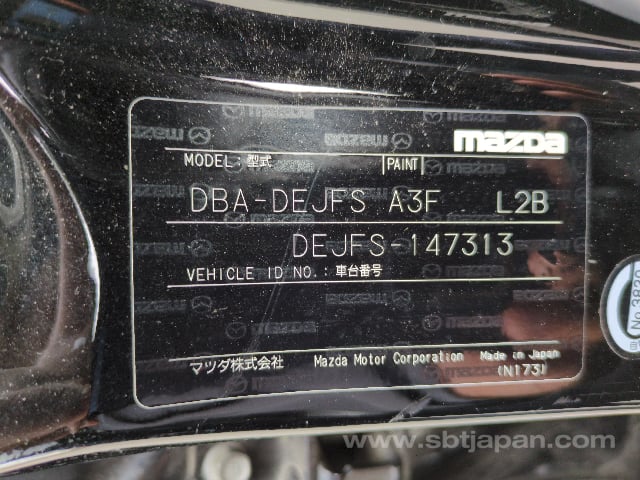 mazda
MODEL: 型式 PAINT
DBA-DEJFS A3F L2B
DEJFS-147313
VEHICLE ID NO.: 車台番号
マツダ株式会社 Mazda Motor Corporation Made in Japan
(N173)
www.sbtjapan.com